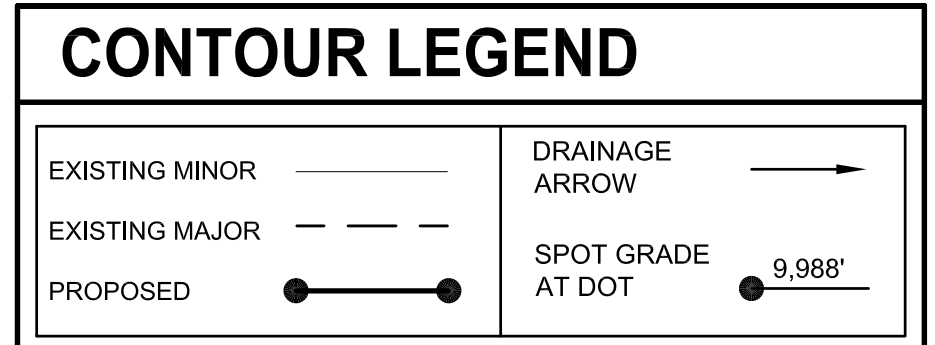 CONTOUR LEGEND
EXISTING MINOR
EXISTING MAJOR
PROPOSED
DRAINAGE
ARROW
SPOT GRADE
AT DOT
9,988'